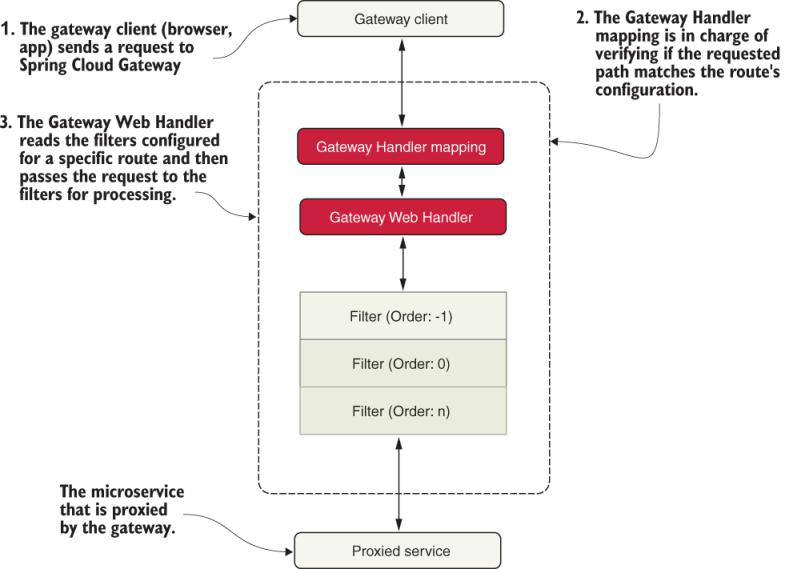 Gateway client
1. The gateway client (browser,
app) sends a request to
Spring Cloud Gateway
2. The Gateway Handler
mapping is in charge of
verifying if the requested
path matches the route's
configuration.
3. The Gateway Web Handler
reads the filters configured
for a specific route and then
passes the request to the
filters for processing.
Gateway Handler mapping
Gateway Web Handler
Filter (Order: -1)
Filter (Order: 0)
Filter (Order: n)
The microservice
that is proxied
by the gateway.
Proxied service